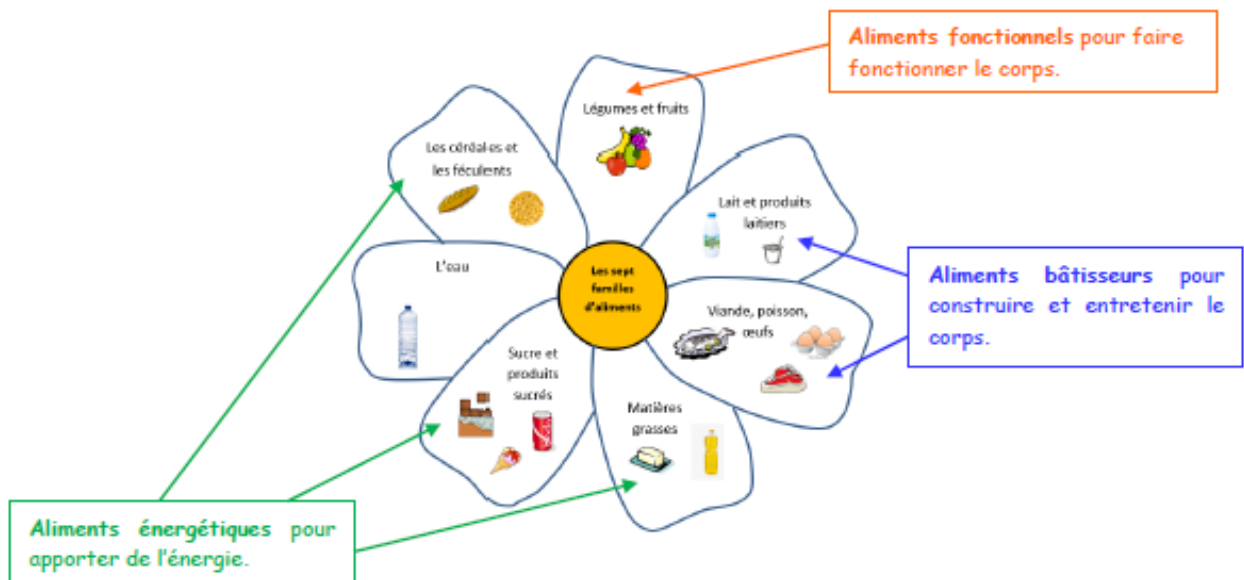 Aliments fonctionnels pour faire
fonctionner le corps.
Légumes et fruits
Les céréales et
les féculents
Lait et produits
laitiers
L'eau
Les sept
familles
d'aliments
Aliments bâtisseurs pour
construire et entretenir le
corps.
Viande, poisson,
œufs
Sucre et
produits
sucrés
Matières
grasses
Aliments énergétiques pour
apporter de l'énergie.